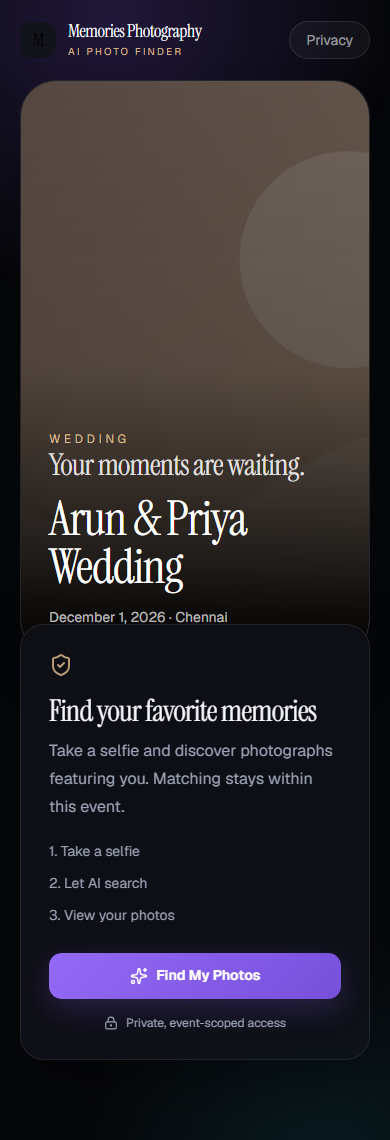 M
Memories Photography
AI PHOTO FINDER
Privacy
WEDDING
Your moments are waiting.
Arun & Priya
Wedding
December 1, 2026 · Chennai
Find your favorite memories
Take a selfie and discover photographs
featuring you. Matching stays within
this event.
1. Take a selfie
2. Let AI search
3. View your photos
Find My Photos
Private, event-scoped access